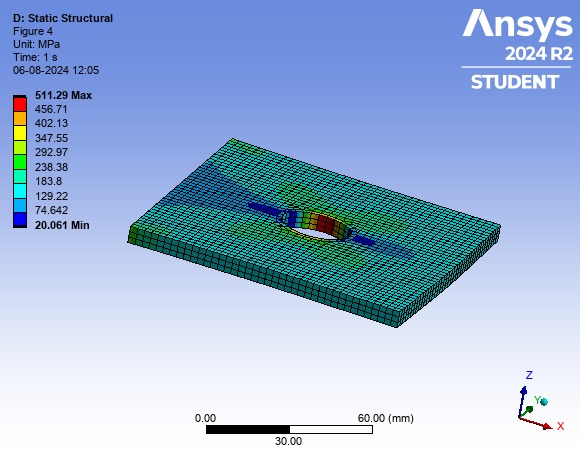 D: Static Structural
Figure 4
Unit: MPa
Time: 1 s
06-08-2024 12:05
511.29 Max
456.71
402.13
347.55
292.97
238.38
183.8
129.22
74.642
20.061 Min
Ansys
2024 R2
STUDENT
Z
Y
X
0.00
60.00 (mm)
30.00